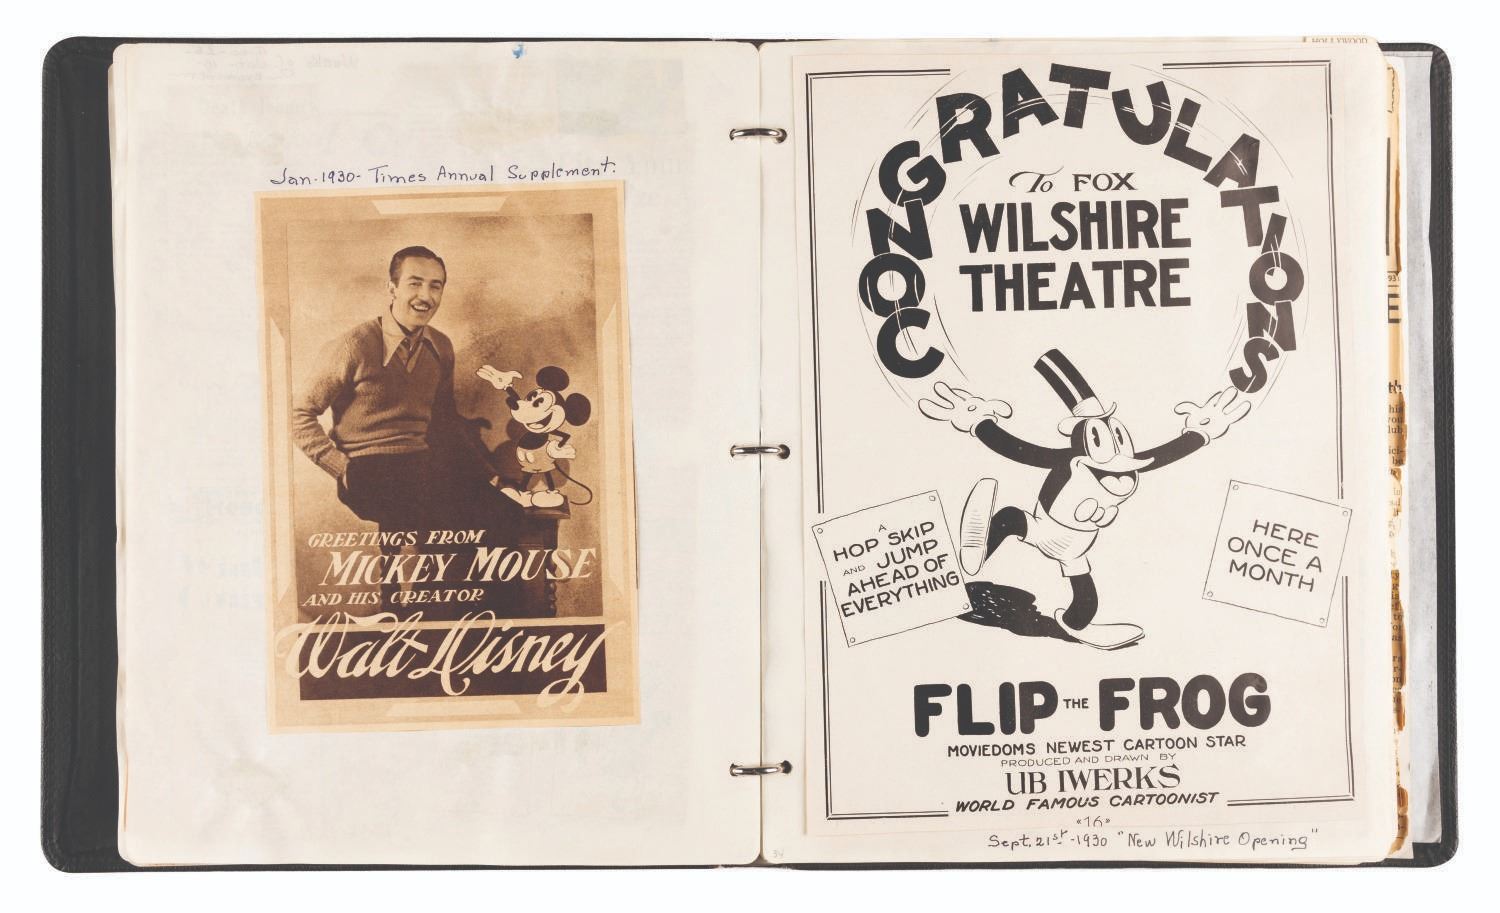 Jan-1930- Times Annual Supplement.
GREETINGS FROM
MICKEY MOUSE
AND HIS CREATOR
Walt Disney
CONGRATULATIONS
To FOX
WILSHIRE
THEATRE
A
HOP SKIP
AND JUMP
AHEAD OF
EVERYTHING
HERE
ONCE A
MONTH
FLIP THE FROG
MOVIEDOMS NEWEST CARTOON STAR
PRODUCED AND DRAWN BY
UB IWERKS
WORLD FAMOUS CARTOONIST
«16»
Sept. 21st-1930 "New Wilshire Opening"
34
HOLLYWOOD